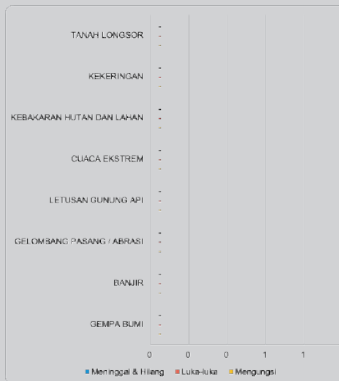 TANAH LONGSOR
-
-
-
KEKERINGAN
-
-
-
KEBAKARAN HUTAN DAN LAHAN
-
-
-
CUACA EKSTREM
-
-
-
LETUSAN GUNUNG API
-
-
-
GELOMBANG PASANG / ABRASI
-
-
-
BANJIR
-
-
-
GEMPA BUMI
-
-
-
0 0 0 1 1
Meninggal & Hilang Luka-luka Mengungsi